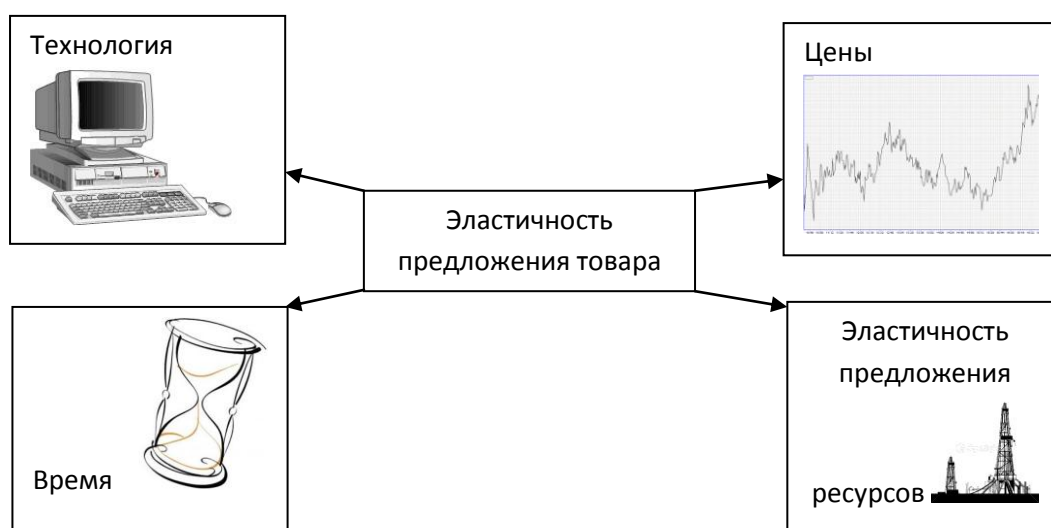 Технология
Цены
Эластичность
предложения товара
Время
Эластичность
предложения
ресурсов